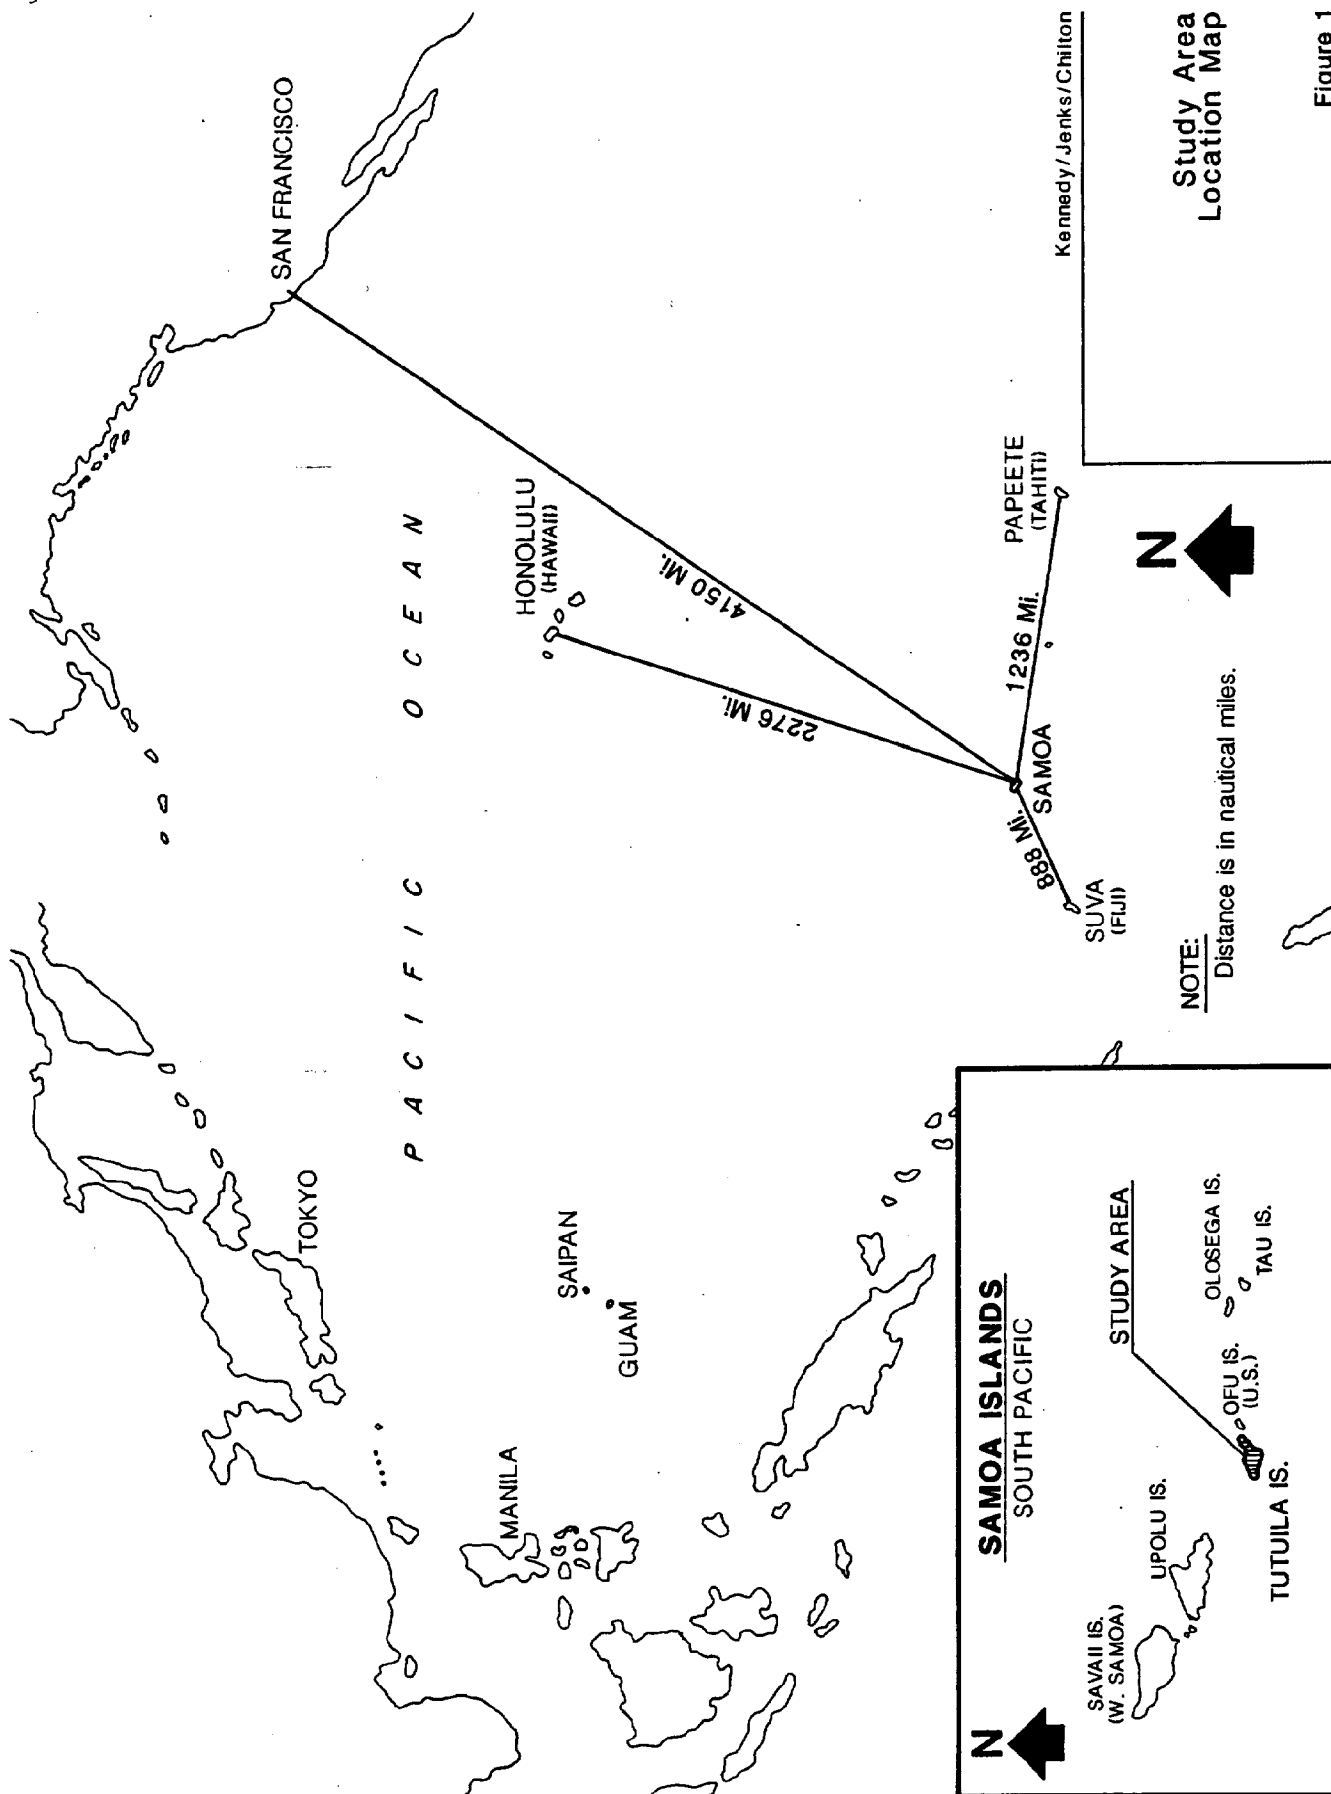 SAN FRANCISCO
PACIFIC OCEAN
TOKYO
HONOLULU
(HAWAII)
SAIPAN
GUAM
MANILA
4150 Mi.
2276 Mi.
1236 Mi.
888 Mi.
SAMOA
PAPEETE
(TAHITI)
SUVA
(FIJI)
N
NOTE:
Distance is in nautical miles.
SAMOA ISLANDS
SOUTH PACIFIC
N
STUDY AREA
SAVAII IS.
(W. SAMOA)
UPOLU IS.
OFU IS.
(U.S.)
OLOSEGA IS.
TAU IS.
TUTUILA IS.
Kennedy/Jenks/Chilton
Study Area
Location Map
Figure 1